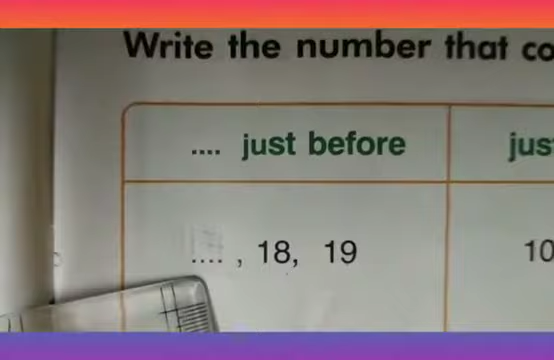 Write the number that co
.... just before
jus
.... , 18, 19
10